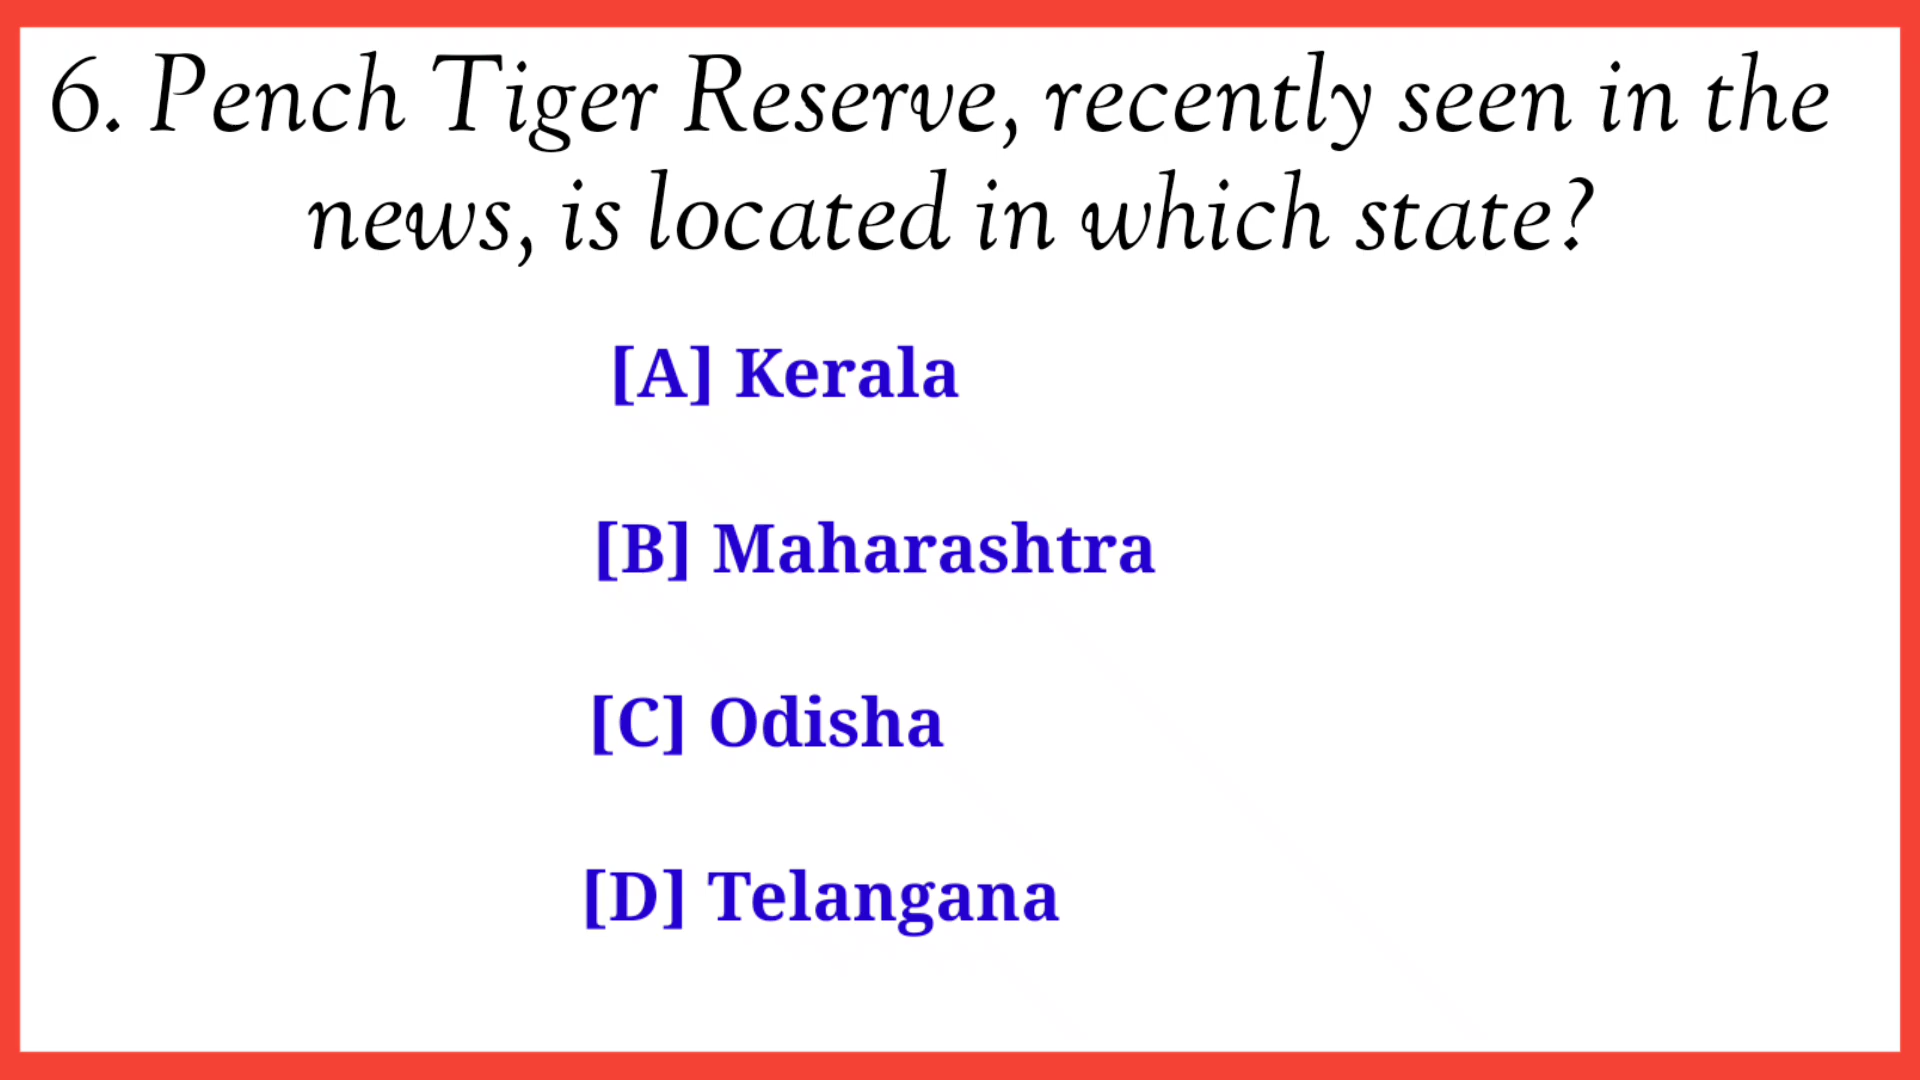 6. Pench Tiger Reserve, recently seen in the
news, is located in which state?
[A] Kerala
[B] Maharashtra
[C] Odisha
[D] Telangana